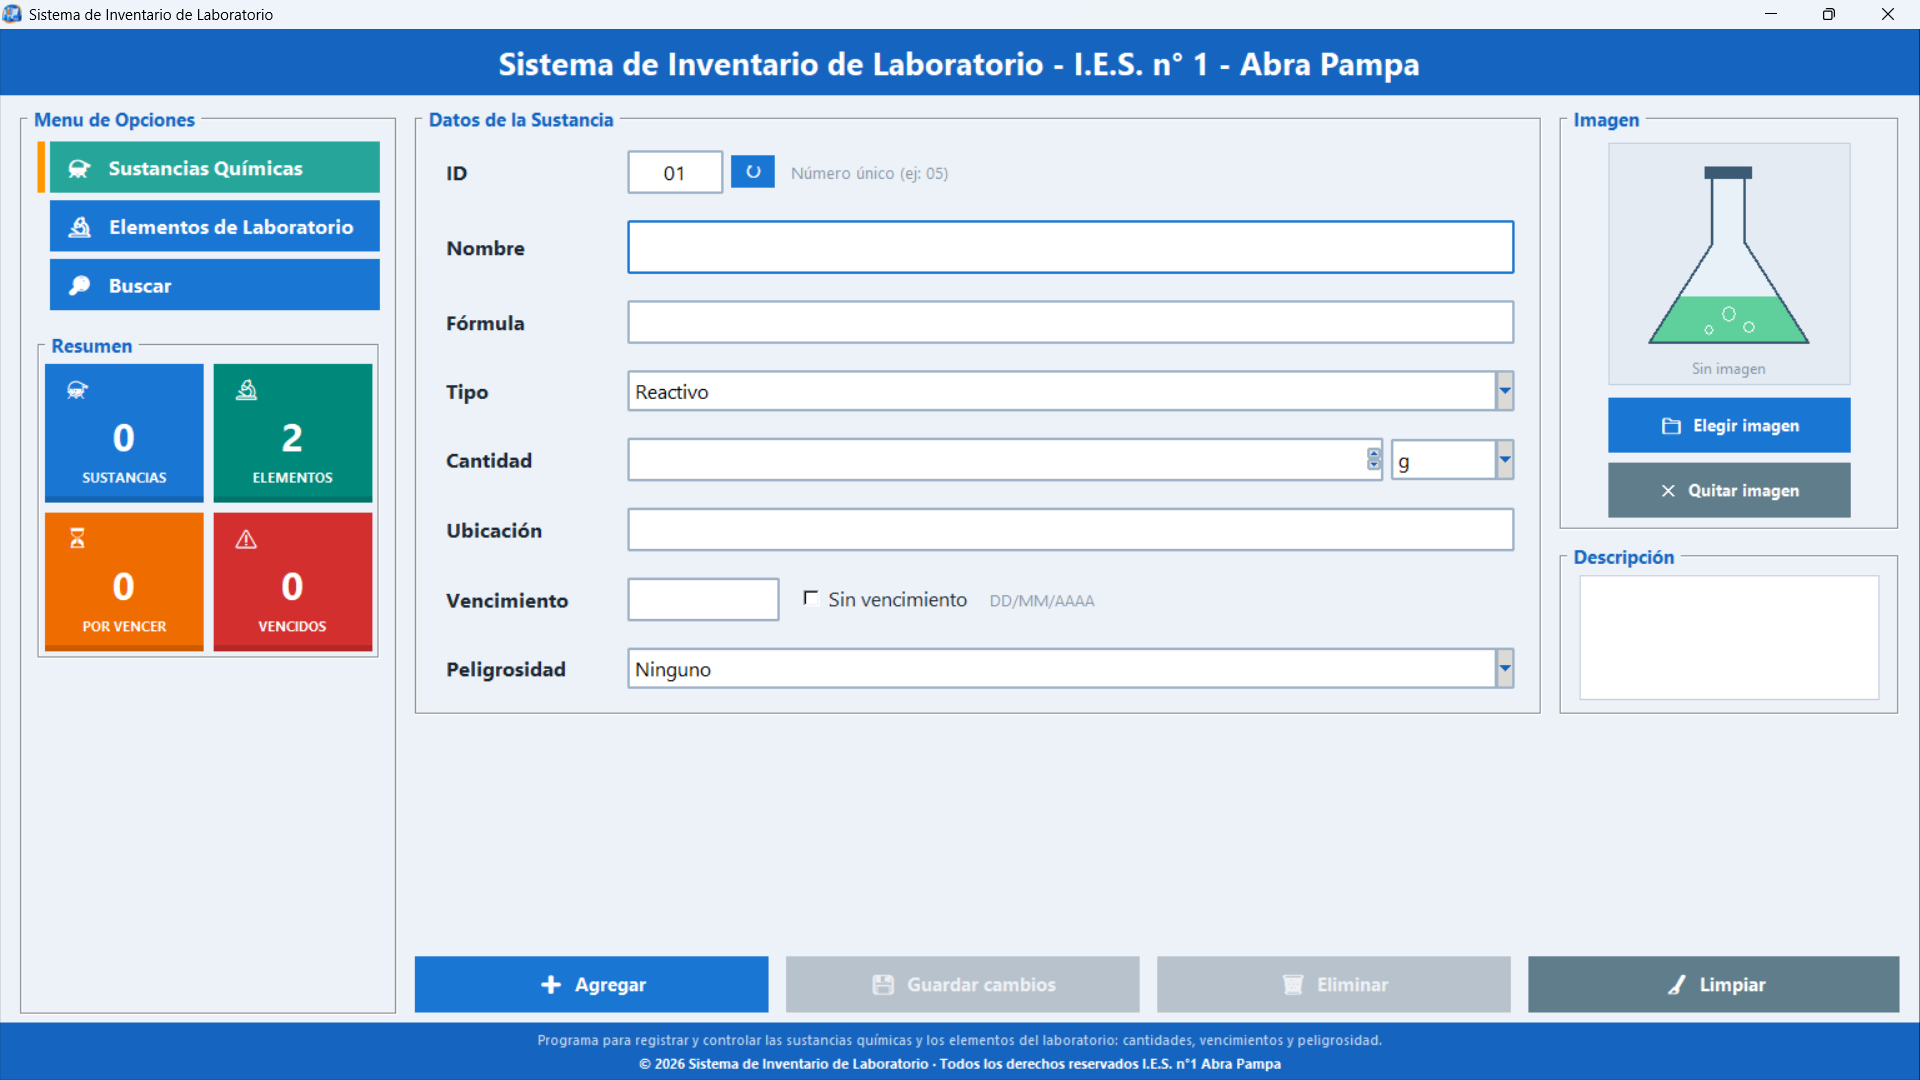 Sistema de Inventario de Laboratorio
Sistema de Inventario de Laboratorio - I.E.S. n° 1 - Abra Pampa
Menu de Opciones
Sustancias Químicas
Elementos de Laboratorio
Buscar
Resumen
0
SUSTANCIAS
2
ELEMENTOS
0
POR VENCER
0
VENCIDOS
Datos de la Sustancia
ID
01
Número único (ej: 05)
Nombre
Fórmula
Tipo
Reactivo
Cantidad
g
Ubicación
Vencimiento
Sin vencimiento
DD/MM/AAAA
Peligrosidad
Ninguno
Imagen
Sin imagen
Elegir imagen
Quitar imagen
Descripción
Agregar
Guardar cambios
Eliminar
Limpiar
Programa para registrar y controlar las sustancias químicas y los elementos del laboratorio: cantidades, vencimientos y peligrosidad.
© 2026 Sistema de Inventario de Laboratorio · Todos los derechos reservados I.E.S. n°1 Abra Pampa